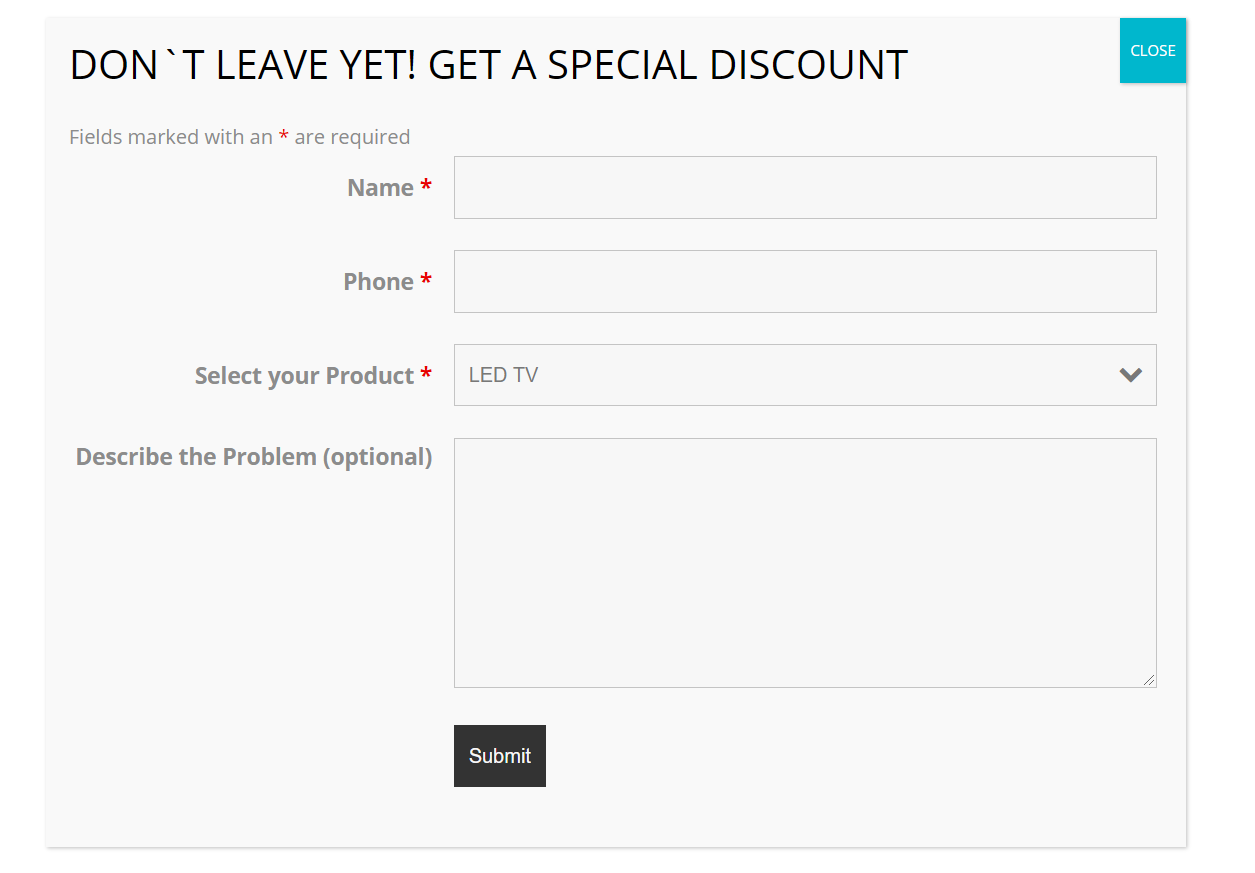 DON`T LEAVE YET! GET A SPECIAL DISCOUNT
CLOSE
Fields marked with an * are required
Name *
Phone *
Select your Product *
LED TV
Describe the Problem (optional)
Submit